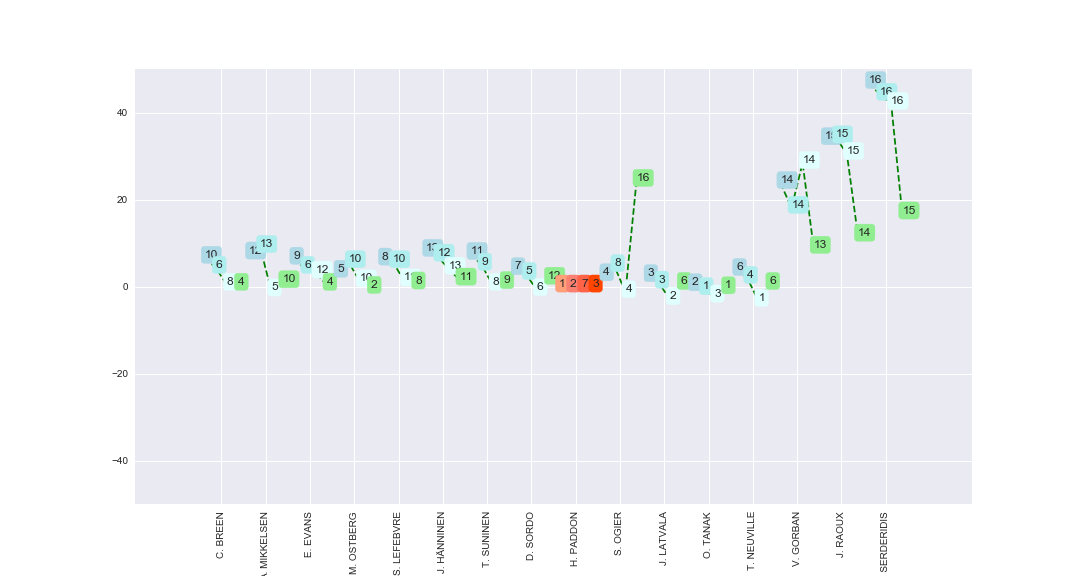 40
20
0
−20
−40
10 6 8 4
12 13 5 10
9 6 12 4
5 10 10 2
8 10 8
12 13 11
11 9 8 9
7 5 6 12
1 2 7 3
4 8 4 16
3 3 2 6
2 1 3 1
6 4 1 6
14 14 14 13
15 15 14
16 16 16 15
C. BREEN
MIKKELSEN
E. EVANS
M. OSTBERG
S. LEFEBVRE
J. HÄNNINEN
T. SUNINEN
D. SORDO
H. PADDON
S. OGIER
J. LATVALA
O. TANAK
T. NEUVILLE
V. GORBAN
J. RAOUX
SERDERIDIS